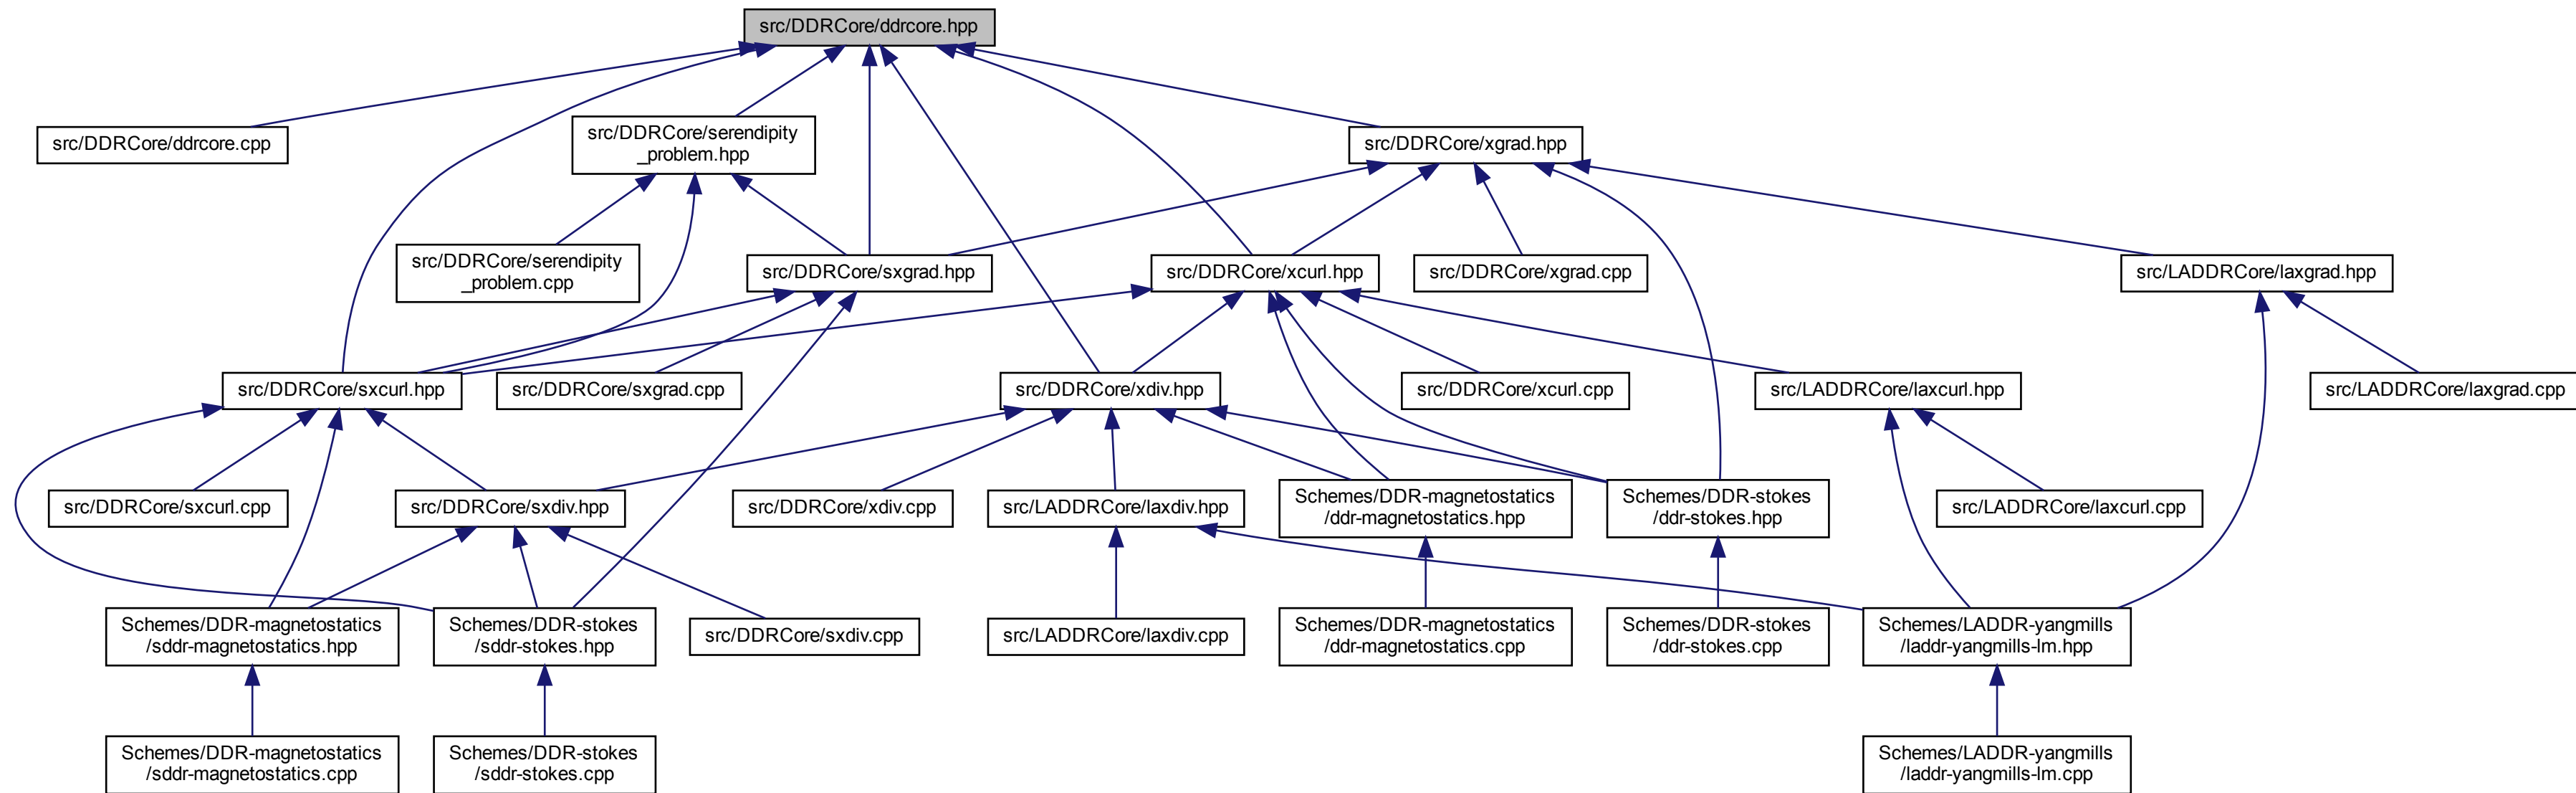 src/DDRCore/ddrcore.hpp
src/DDRCore/ddrcore.cpp
src/DDRCore/serendipity
_problem.hpp
src/DDRCore/xgrad.hpp
src/DDRCore/serendipity
_problem.cpp
src/DDRCore/sxgrad.hpp
src/DDRCore/xcurl.hpp
src/DDRCore/xgrad.cpp
src/LADDRCore/laxgrad.hpp
src/DDRCore/sxcurl.hpp
src/DDRCore/sxgrad.cpp
src/DDRCore/xdiv.hpp
src/DDRCore/xcurl.cpp
src/LADDRCore/laxcurl.hpp
src/LADDRCore/laxgrad.cpp
src/DDRCore/sxcurl.cpp
src/DDRCore/sxdiv.hpp
src/DDRCore/xdiv.cpp
src/LADDRCore/laxdiv.hpp
Schemes/DDR-magnetostatics
/ddr-magnetostatics.hpp
Schemes/DDR-stokes
/ddr-stokes.hpp
src/LADDRCore/laxcurl.cpp
Schemes/DDR-magnetostatics
/sddr-magnetostatics.hpp
Schemes/DDR-stokes
/sddr-stokes.hpp
src/DDRCore/sxdiv.cpp
src/LADDRCore/laxdiv.cpp
Schemes/DDR-magnetostatics
/ddr-magnetostatics.cpp
Schemes/DDR-stokes
/ddr-stokes.cpp
Schemes/LADDR-yangmills
/laddr-yangmills-lm.hpp
Schemes/DDR-magnetostatics
/sddr-magnetostatics.cpp
Schemes/DDR-stokes
/sddr-stokes.cpp
Schemes/LADDR-yangmills
/laddr-yangmills-lm.cpp